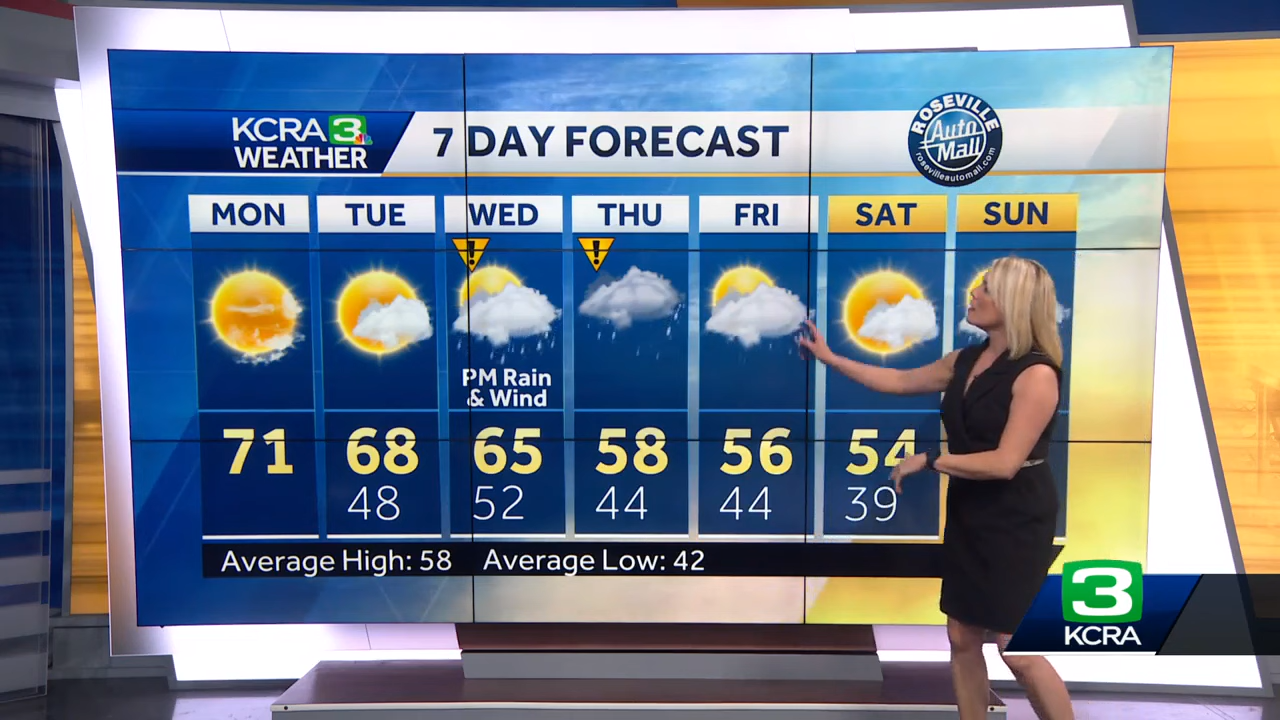 KCRA 3
WEATHER
7 DAY FORECAST
ROSEVILLE
Auto
Mall
rosevilleautomall.com
MON TUE WED THU FRI SAT SUN
! !
PM Rain
& Wind
71 68 65 58 56 54
48 52 44 44 39
Average High: 58 Average Low: 42
3
KCRA